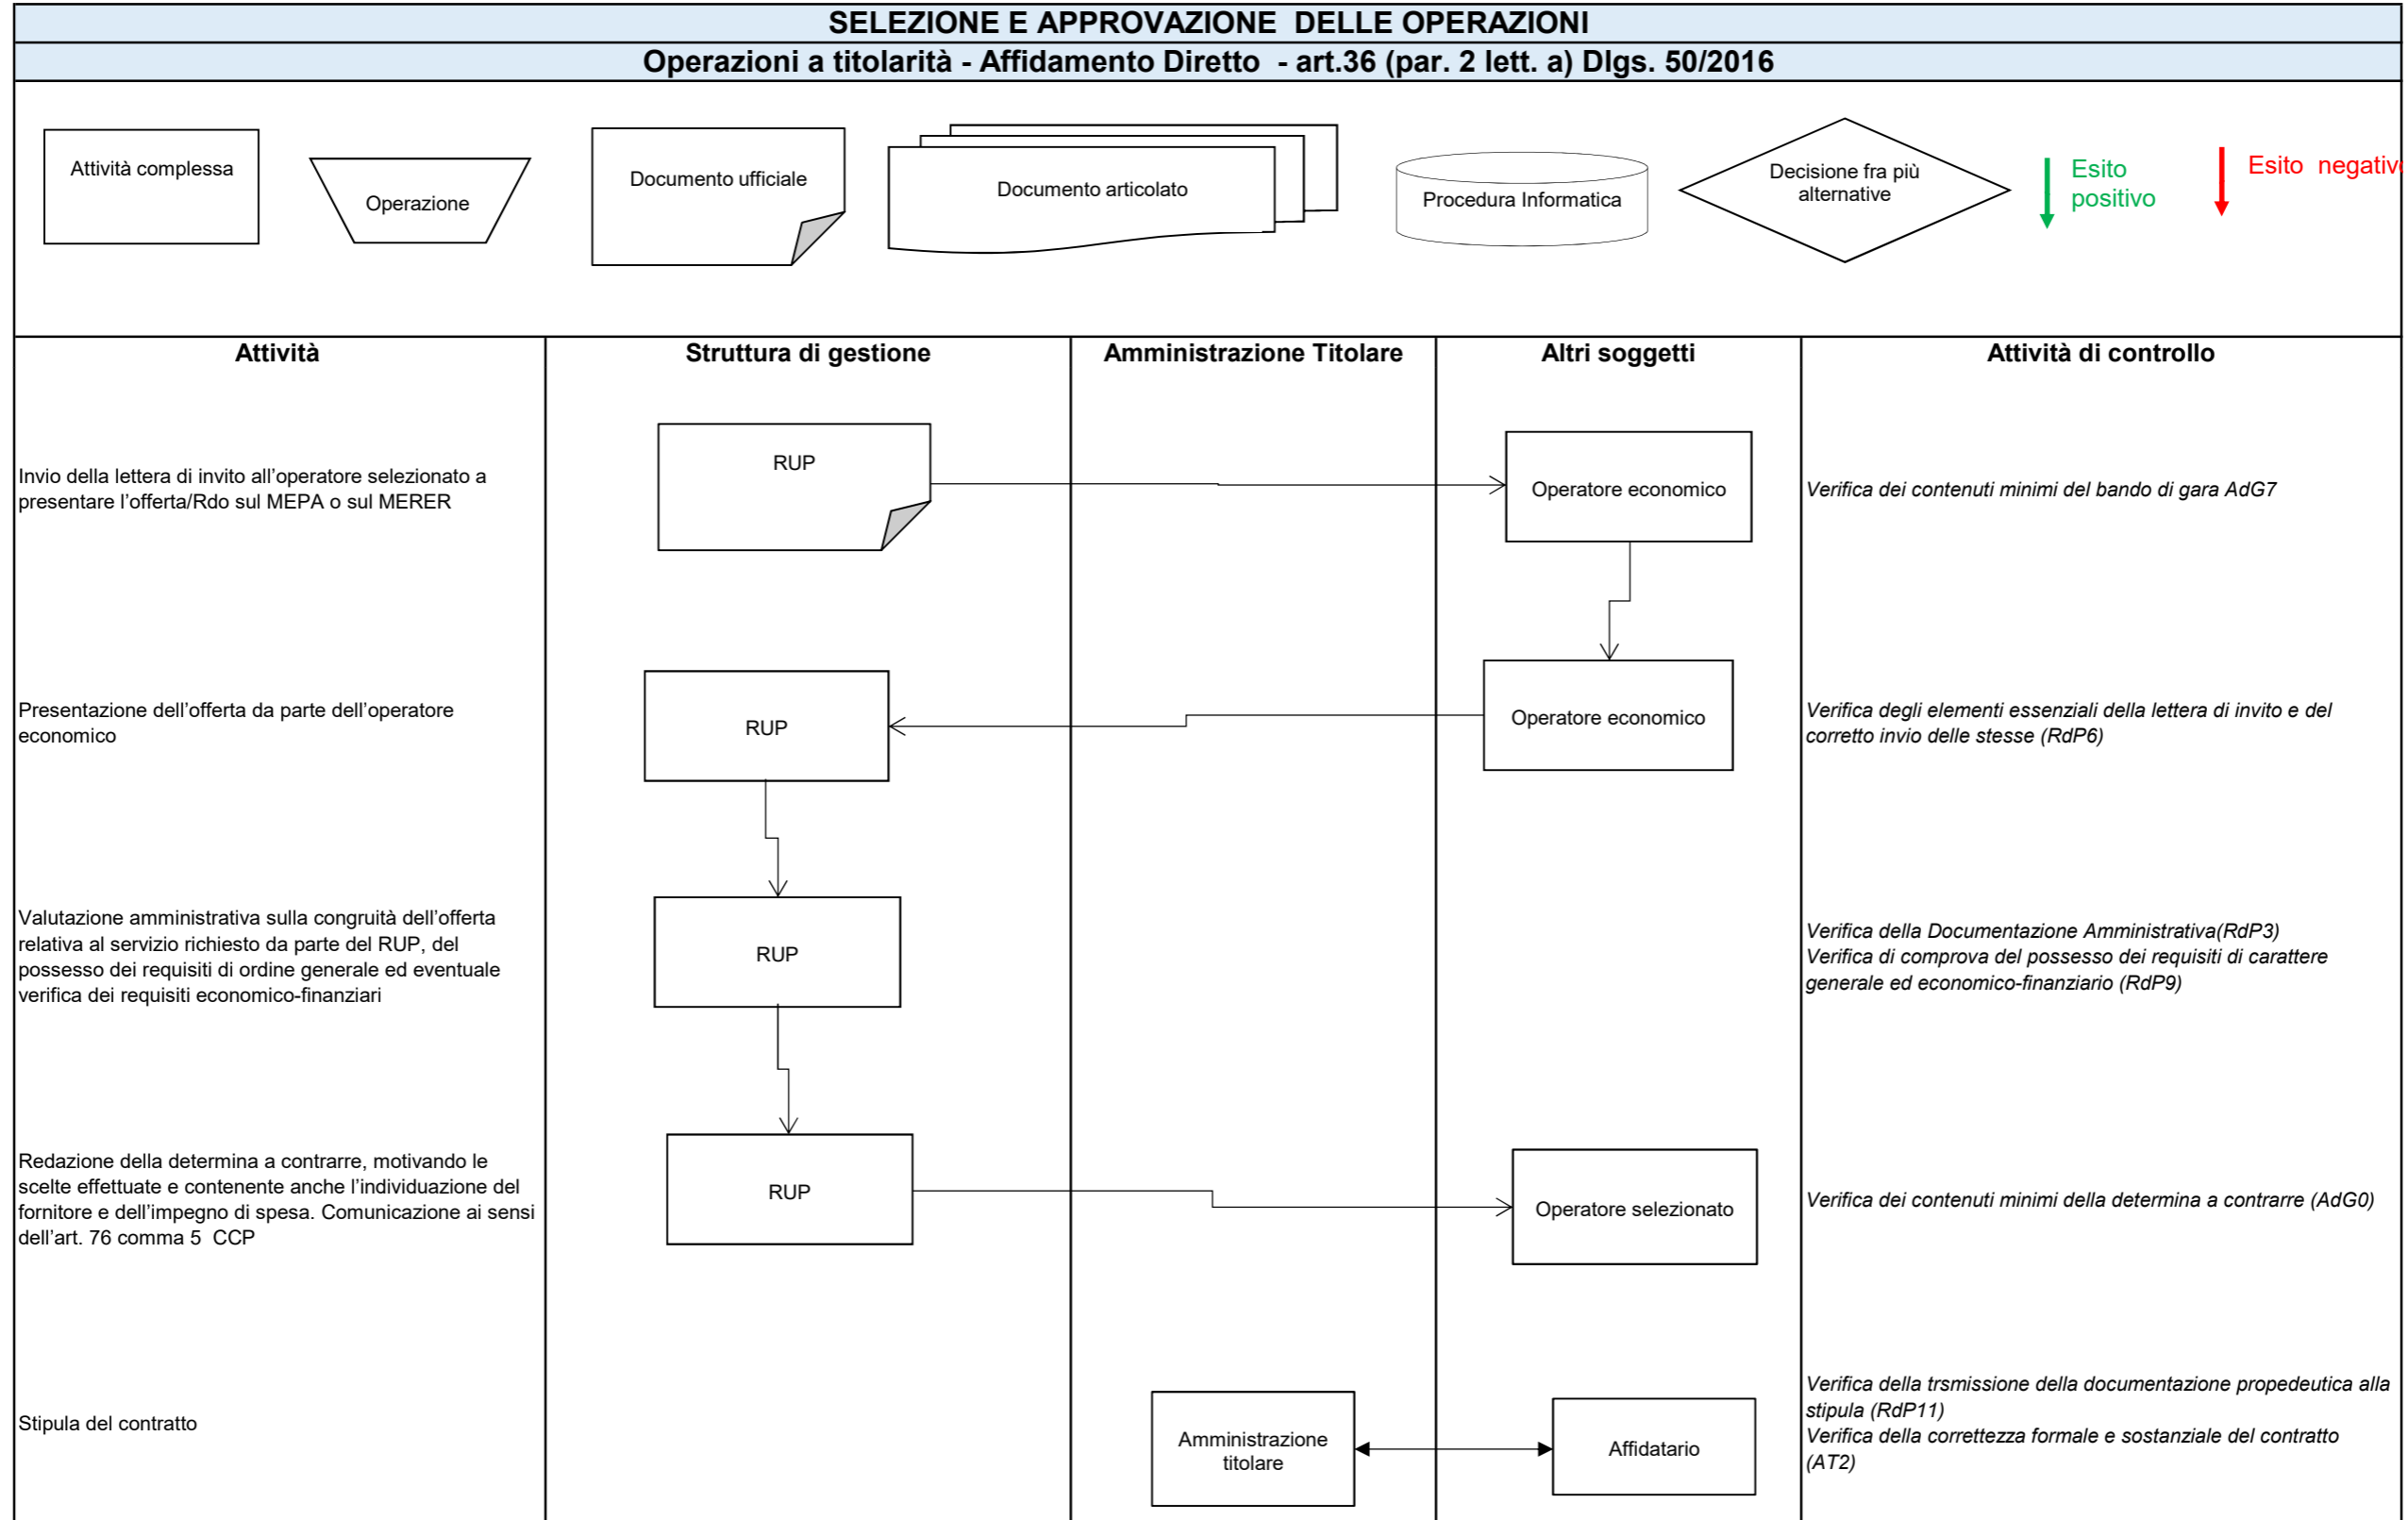 SELEZIONE E APPROVAZIONE DELLE OPERAZIONI
Operazioni a titolarità - Affidamento Diretto - art.36 (par. 2 lett. a) Dlgs. 50/2016
Attività complessa
Operazione
Documento ufficiale
Documento articolato
Procedura Informatica
Decisione fra più
alternative
Esito
positivo
Esito negativ
Attività
Struttura di gestione
Amministrazione Titolare
Altri soggetti
Attività di controllo
Invio della lettera di invito all’operatore selezionato a
presentare l’offerta/Rdo sul MEPA o sul MERER
RUP
Operatore economico
Verifica dei contenuti minimi del bando di gara AdG7
Presentazione dell’offerta da parte dell’operatore
economico
RUP
Operatore economico
Verifica degli elementi essenziali della lettera di invito e del
corretto invio delle stesse (RdP6)
Valutazione amministrativa sulla congruità dell’offerta
relativa al servizio richiesto da parte del RUP, del
possesso dei requisiti di ordine generale ed eventuale
verifica dei requisiti economico-finanziari
RUP
Verifica della Documentazione Amministrativa(RdP3)
Verifica di comprova del possesso dei requisiti di carattere
generale ed economico-finanziario (RdP9)
Redazione della determina a contrarre, motivando le
scelte effettuate e contenente anche l’individuazione del
fornitore e dell’impegno di spesa. Comunicazione ai sensi
dell’art. 76 comma 5 CCP
RUP
Operatore selezionato
Verifica dei contenuti minimi della determina a contrarre (AdG0)
Stipula del contratto
Amministrazione
titolare
Affidatario
Verifica della trsmissione della documentazione propedeutica alla
stipula (RdP11)
Verifica della correttezza formale e sostanziale del contratto
(AT2)